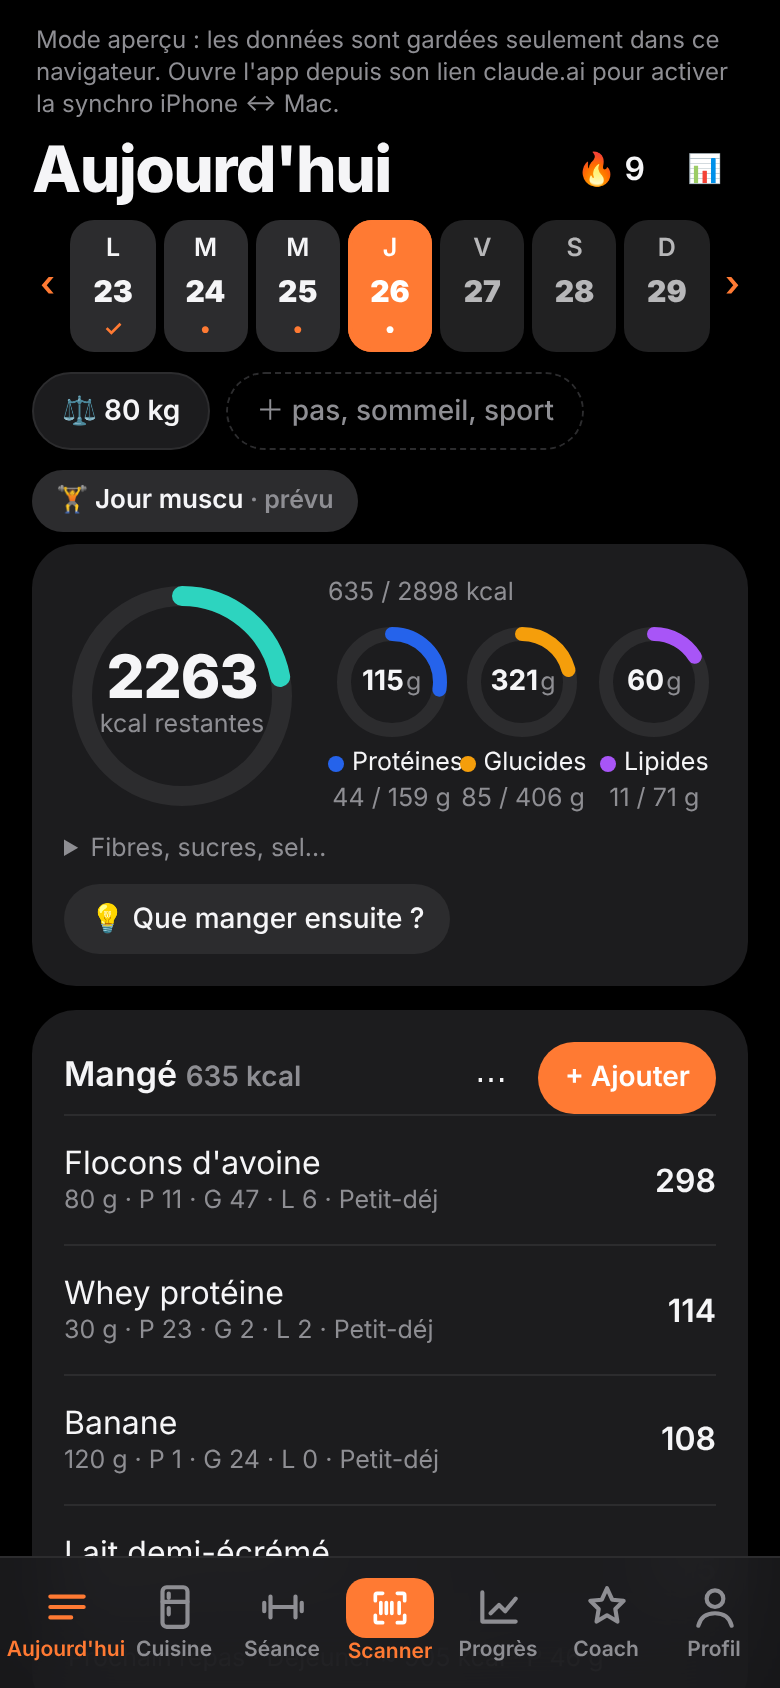 Mode aperçu : les données sont gardées seulement dans ce
navigateur. Ouvre l'app depuis son lien claude.ai pour activer
la synchro iPhone ↔ Mac.
Aujourd'hui 🔥 9 📊
‹ L M M J V S D ›
23 24 25 26 27 28 29
⚖️ 80 kg + pas, sommeil, sport
🏋️ Jour muscu · prévu
635 / 2898 kcal
2263 115 g 321 g 60 g
kcal restantes
Protéines Glucides Lipides
44 / 159 g 85 / 406 g 11 / 71 g
▶ Fibres, sucres, sel...
💡 Que manger ensuite ?
Mangé 635 kcal ... + Ajouter
Flocons d'avoine 298
80 g · P 11 · G 47 · L 6 · Petit-déj
Whey protéine 114
30 g · P 23 · G 2 · L 2 · Petit-déj
Banane 108
120 g · P 1 · G 24 · L 0 · Petit-déj
Lait demi-écrémé
Aujourd'hui Cuisine Séance Scanner Progrès Coach Profil